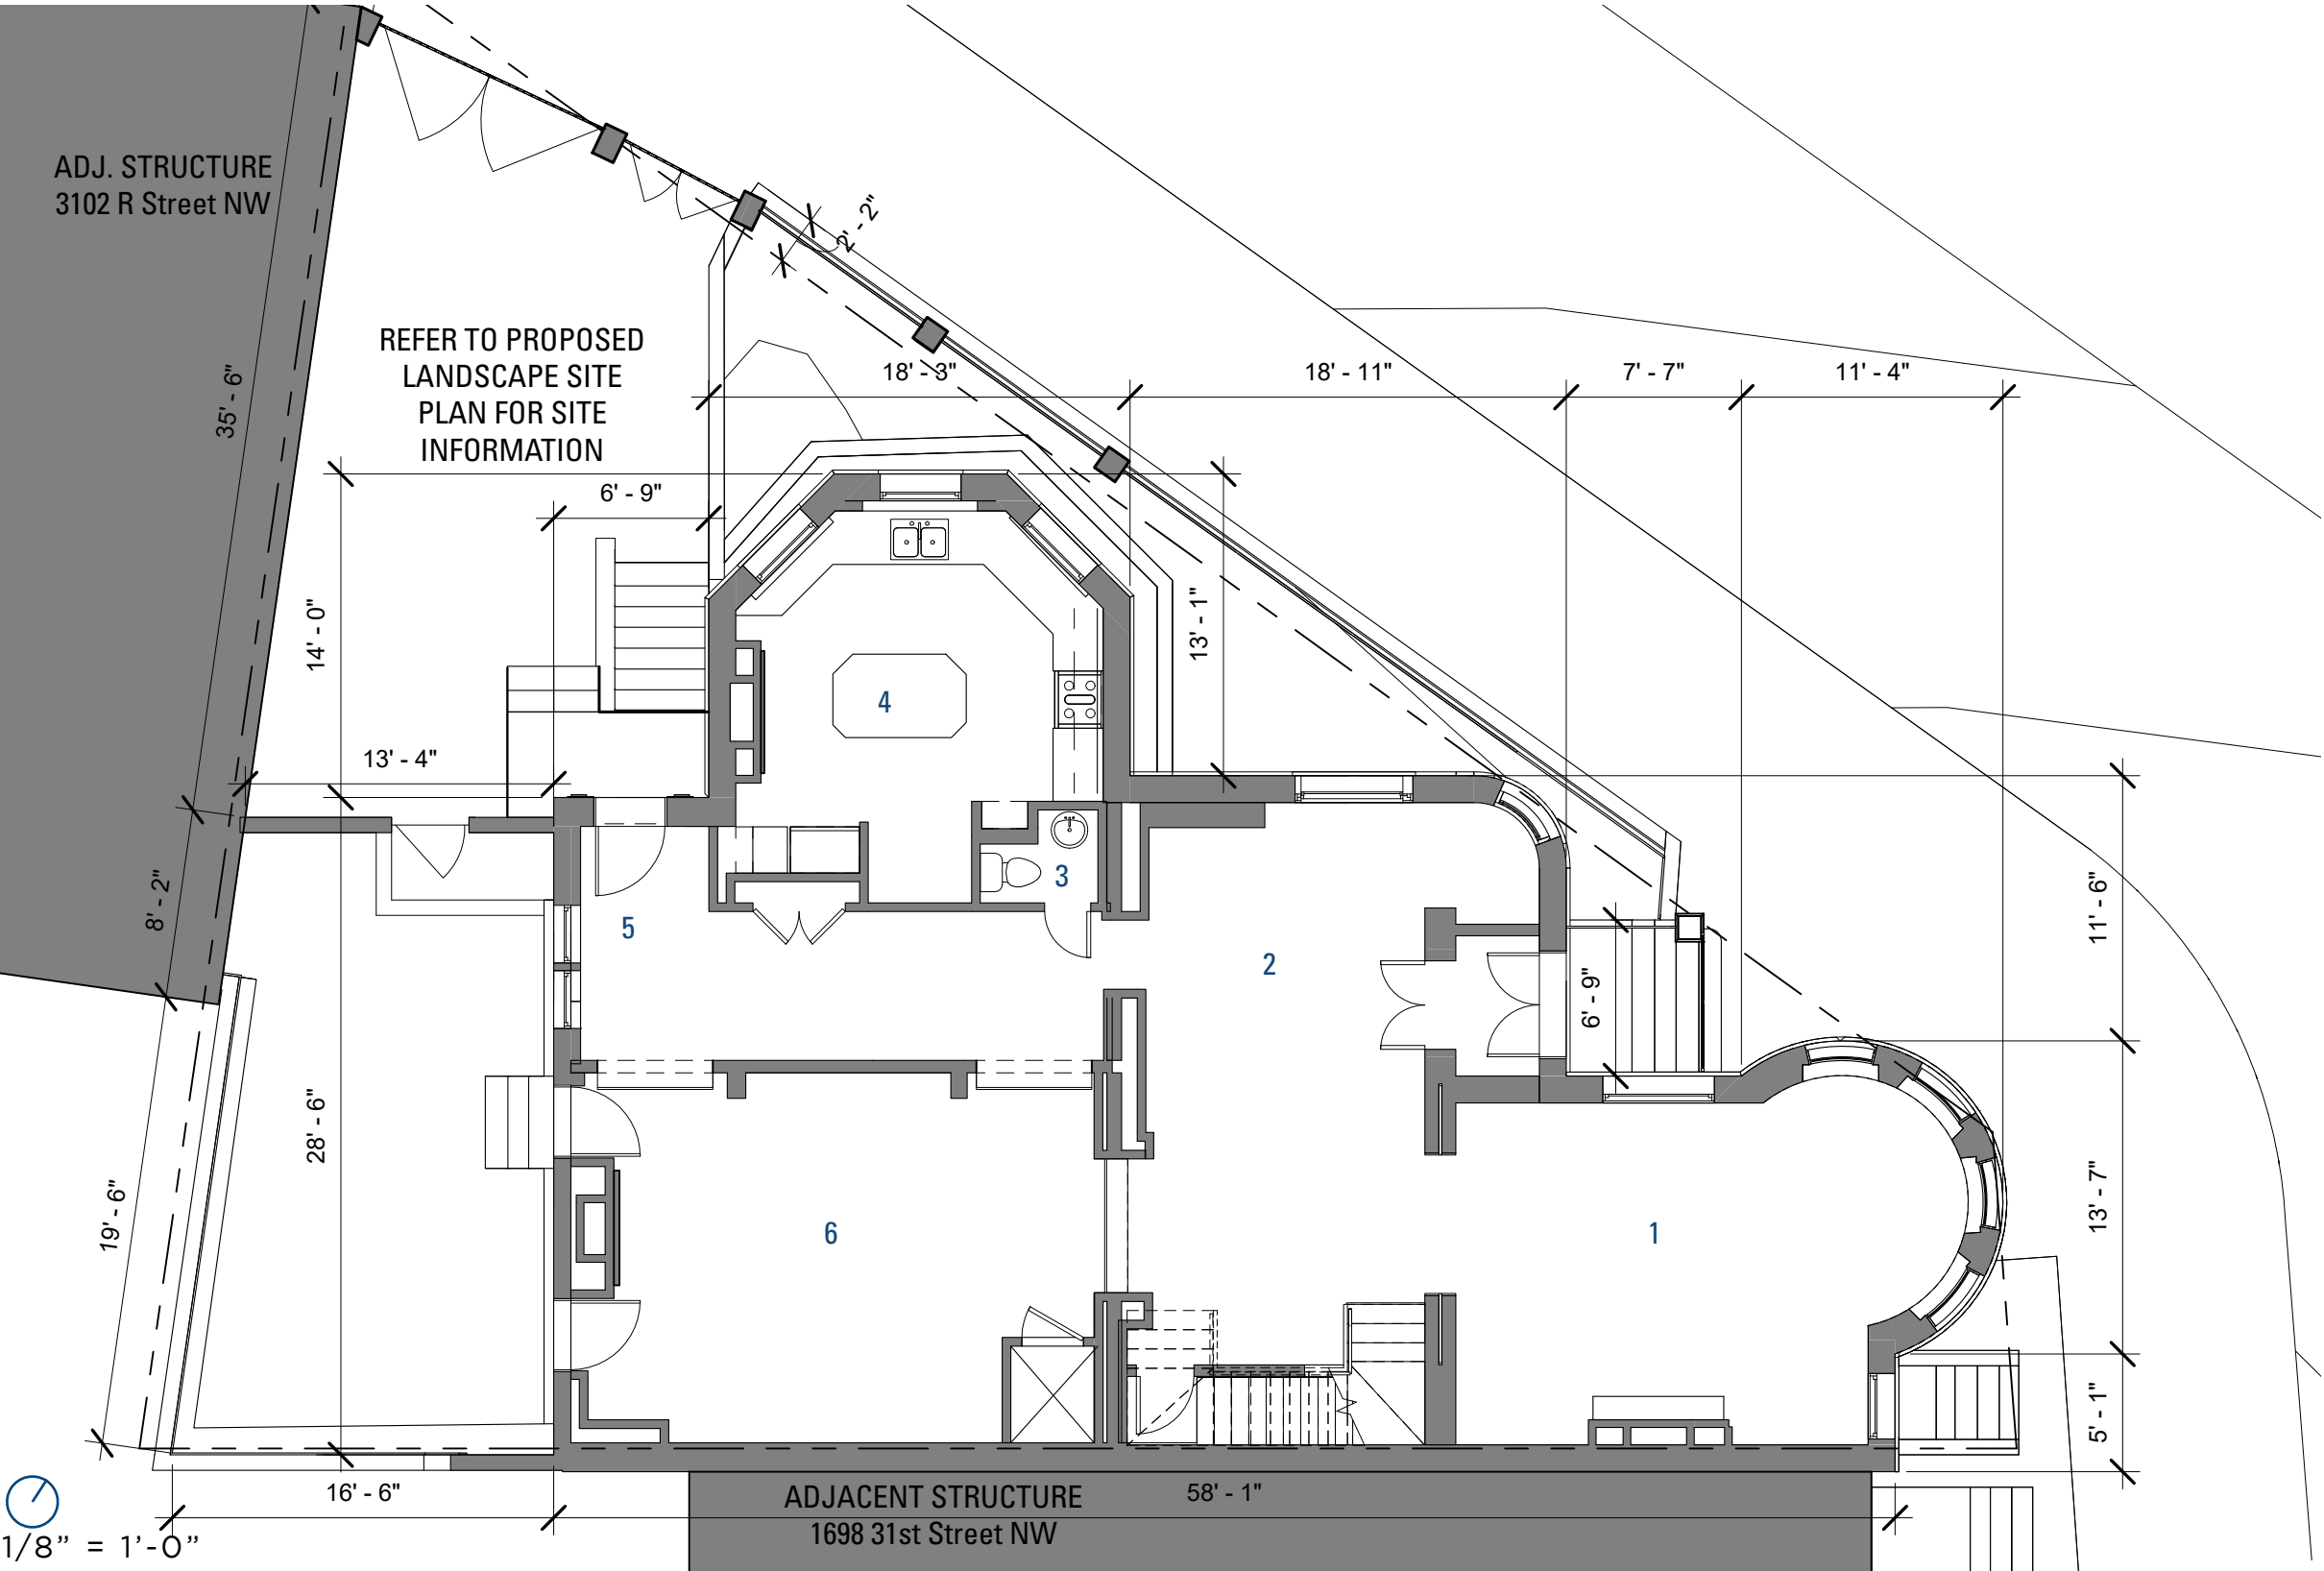 ADJ. STRUCTURE
3102 R Street NW
2' - 2"
REFER TO PROPOSED
LANDSCAPE SITE
PLAN FOR SITE
INFORMATION
35' - 6"
18' - 3"
18' - 11"
7' - 7"
11' - 4"
6' - 9"
14' - 0"
13' - 1"
4
13' - 4"
8' - 2"
3
5
2
11' - 6"
6' - 9"
28' - 6"
19' - 6"
6
1
13' - 7"
5' - 1"
16' - 6"
ADJACENT STRUCTURE
1698 31st Street NW
58' - 1"
1/8” = 1’-0”